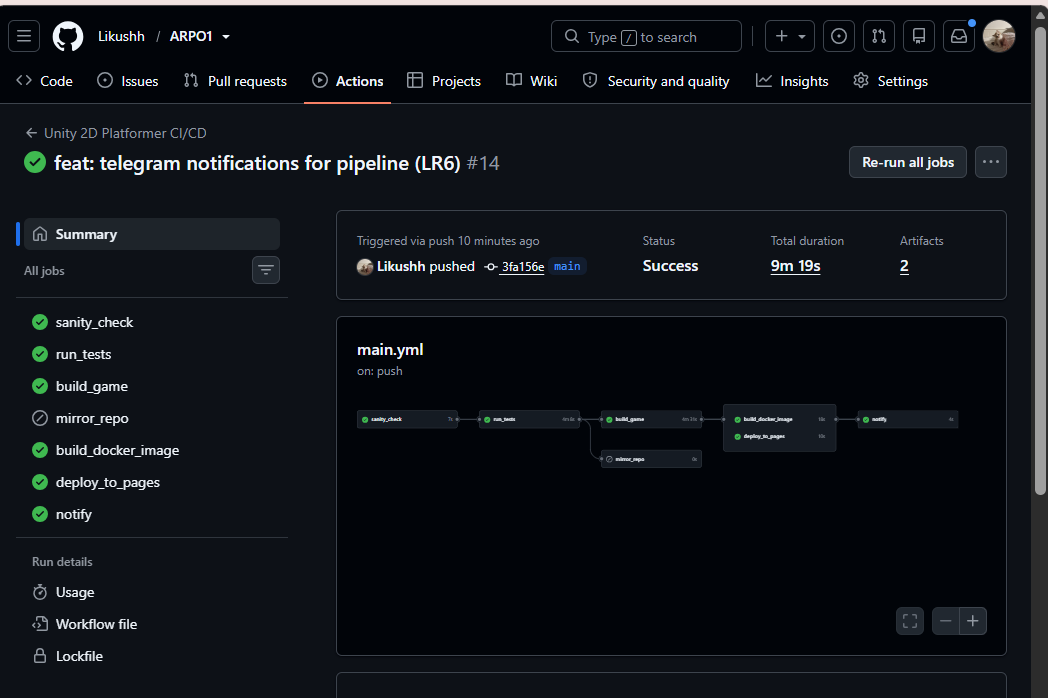 Likushh / ARPO1
Type / to search
Code
Issues
Pull requests
Actions
Projects
Wiki
Security and quality
Insights
Settings
Unity 2D Platformer CI/CD
feat: telegram notifications for pipeline (LR6) #14
Re-run all jobs
Summary
All jobs
sanity_check
run_tests
build_game
mirror_repo
build_docker_image
deploy_to_pages
notify
Run details
Usage
Workflow file
Lockfile
Triggered via push 10 minutes ago
Likushh pushed 3fa156e main
Status
Success
Total duration
9m 19s
Artifacts
2
main.yml
on: push
sanity_check
run_tests
build_game
mirror_repo
build_docker_image
deploy_to_pages
notify